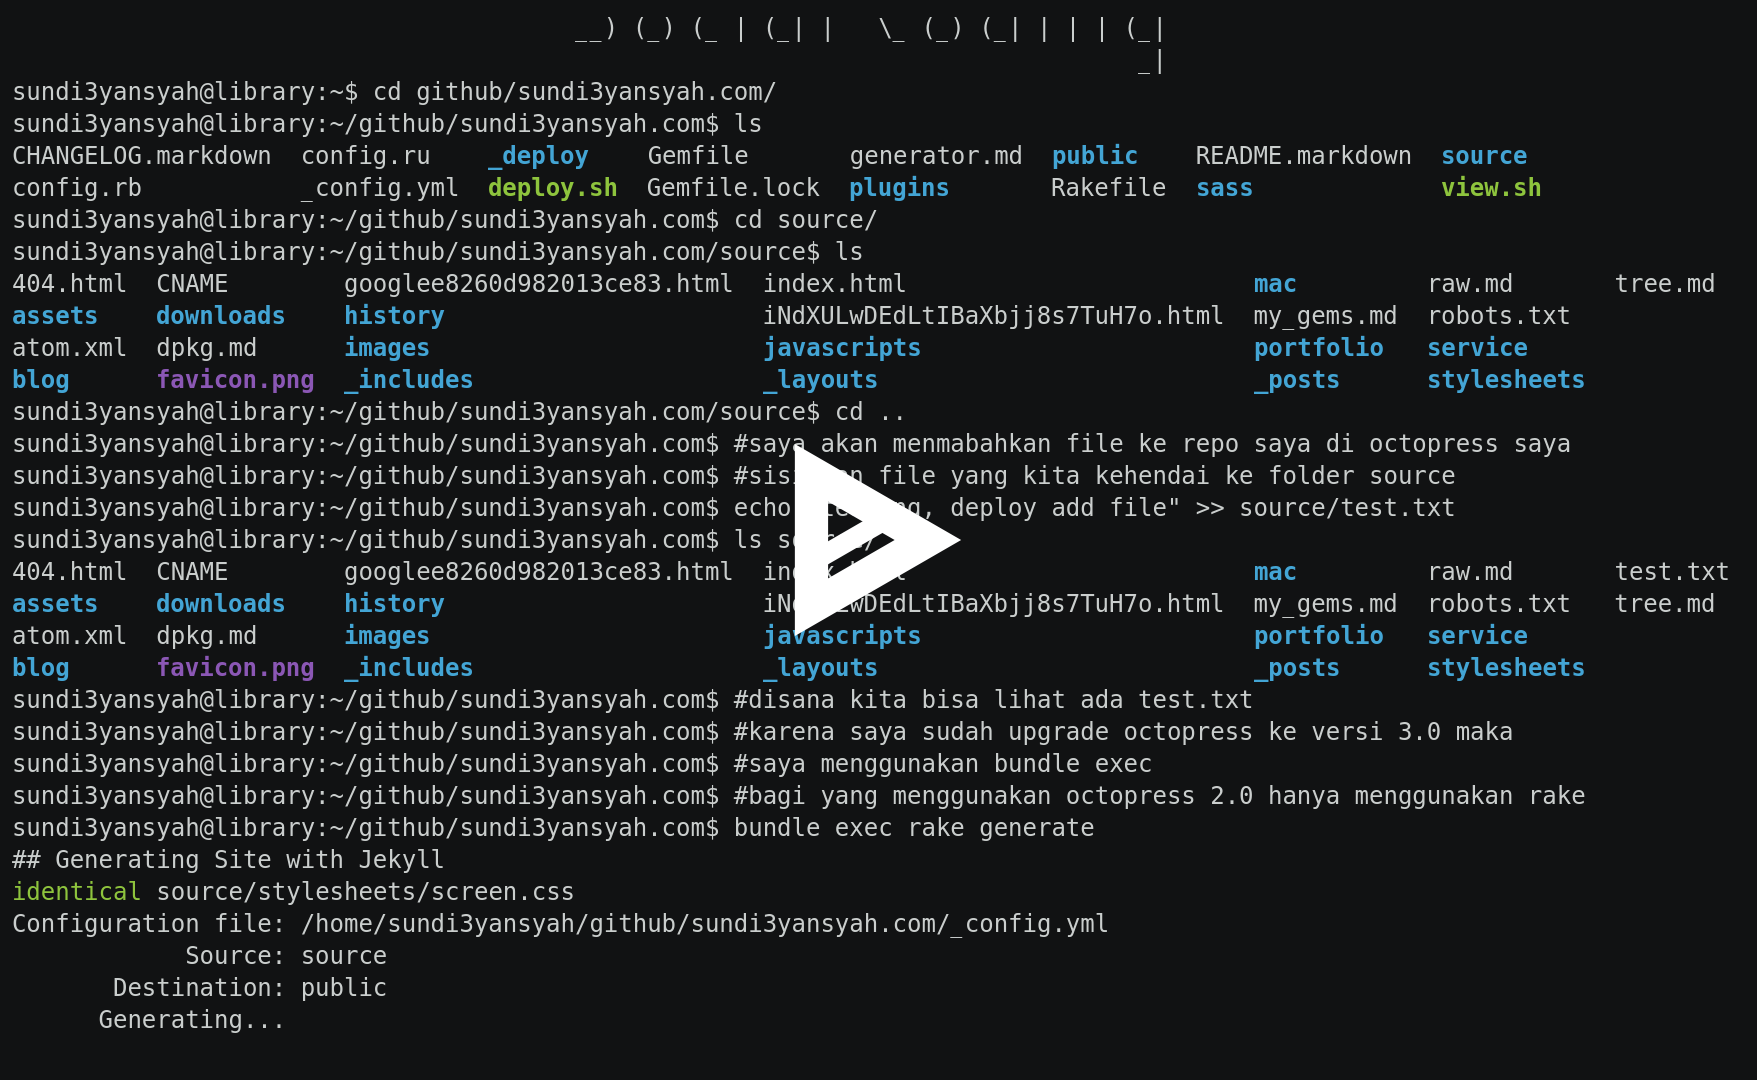 __) (_) (_ | (_| |   \_ (_) (_| | | | (_|
_|
sundi3yansyah@library:~$ cd github/sundi3yansyah.com/
sundi3yansyah@library:~/github/sundi3yansyah.com$ ls
CHANGELOG.markdown  config.ru    _deploy    Gemfile       generator.md  public    README.markdown  source
config.rb           _config.yml  deploy.sh  Gemfile.lock  plugins       Rakefile  sass             view.sh
sundi3yansyah@library:~/github/sundi3yansyah.com$ cd source/
sundi3yansyah@library:~/github/sundi3yansyah.com/source$ ls
404.html  CNAME        googlee8260d982013ce83.html  index.html                        mac         raw.md       tree.md
assets    downloads    history                      iNdXULwDEdLtIBaXbjj8s7TuH7o.html  my_gems.md  robots.txt
atom.xml  dpkg.md      images                       javascripts                       portfolio   service
blog      favicon.png  _includes                    _layouts                          _posts      stylesheets
sundi3yansyah@library:~/github/sundi3yansyah.com/source$ cd ..
sundi3yansyah@library:~/github/sundi3yansyah.com$ #saya akan menmabahkan file ke repo saya di octopress saya
sundi3yansyah@library:~/github/sundi3yansyah.com$ file yang kita kehendai ke folder source
sundi3yansyah@library:~/github/sundi3yansyah.com$ echo deploy add file" >> source/test.txt
sundi3yansyah@library:~/github/sundi3yansyah.com$ ls source/
404.html  CNAME        googlee8260d982013ce83.html  index.html                        mac         raw.md       test.txt
assets    downloads    history                      iNdXULwDEdLtIBaXbjj8s7TuH7o.html  my_gems.md  robots.txt   tree.md
atom.xml  dpkg.md      images                       javascripts                       portfolio   service
blog      favicon.png  _includes                    _layouts                          _posts      stylesheets
sundi3yansyah@library:~/github/sundi3yansyah.com$ #disana kita bisa lihat ada test.txt
sundi3yansyah@library:~/github/sundi3yansyah.com$ #karena saya sudah upgrade octopress ke versi 3.0 maka
sundi3yansyah@library:~/github/sundi3yansyah.com$ #saya menggunakan bundle exec
sundi3yansyah@library:~/github/sundi3yansyah.com$ #bagi yang menggunakan octopress 2.0 hanya menggunakan rake
sundi3yansyah@library:~/github/sundi3yansyah.com$ bundle exec rake generate
## Generating Site with Jekyll
identical source/stylesheets/screen.css
Configuration file: /home/sundi3yansyah/github/sundi3yansyah.com/_config.yml
Source: source
Destination: public
Generating...